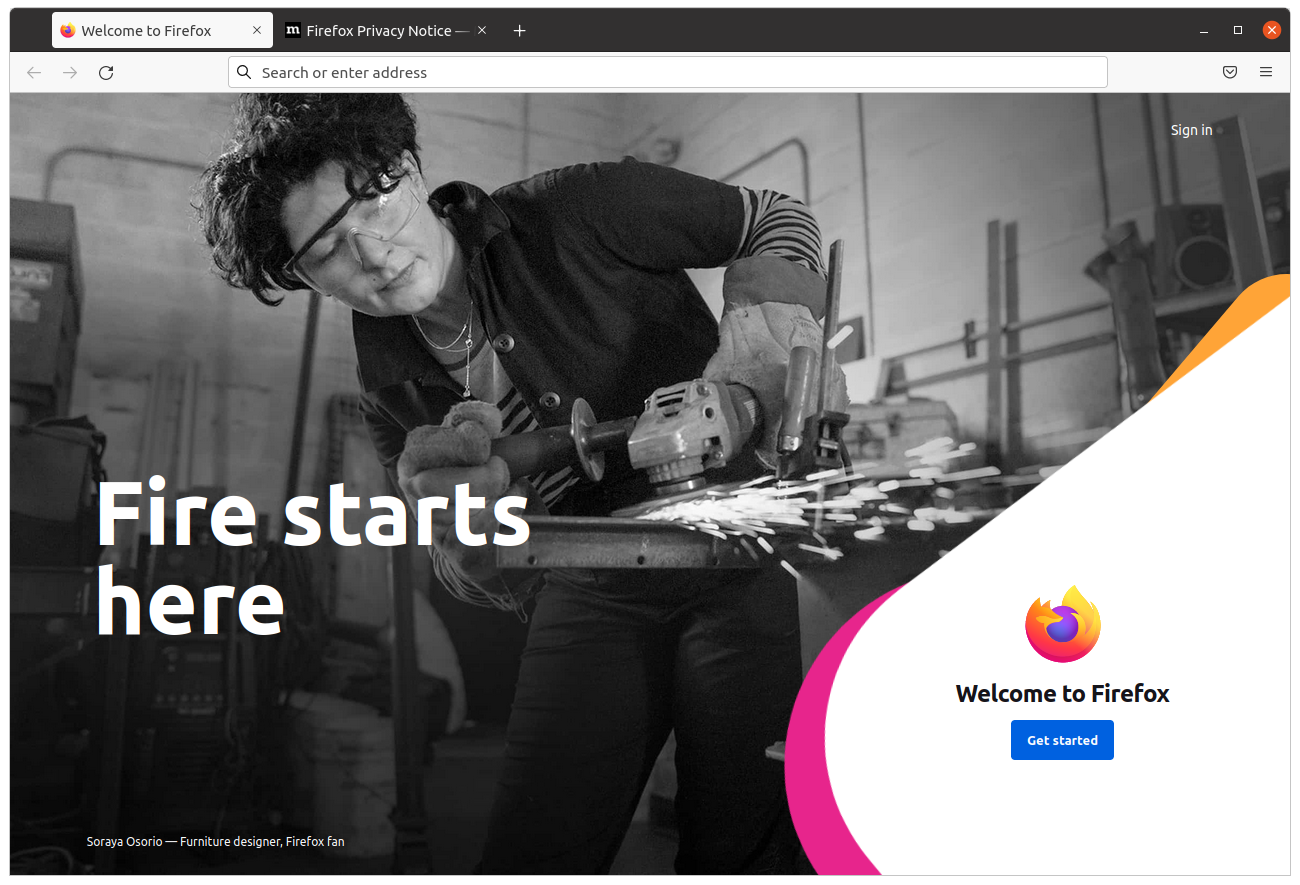 Welcome to Firefox
m Firefox Privacy Notice —
Search or enter address
Sign in
Fire starts
here
Welcome to Firefox
Get started
Soraya Osorio — Furniture designer, Firefox fan